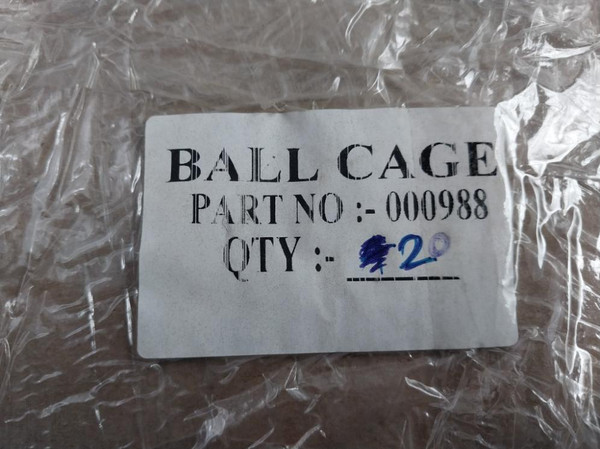 BALL CAGE
PART NO :- 000988
QTY :- 20